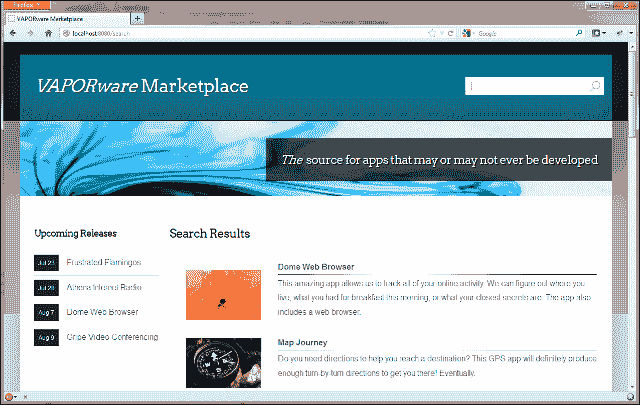 Firefox
VAPORware Marketplace
localhost:8080/search
Google
VAPORware Marketplace
The source for apps that may or may not ever be developed
Upcoming Releases
Jul 23 Frustrated Flamingos
Jul 28 Athena Internet Radio
Aug 7 Dome Web Browser
Aug 9 Gripe Video Conferencing
Search Results
Dome Web Browser
This amazing app allows us to track all of your online activity. We can figure out where you
live, what you had for breakfast this morning, or what your closest secrets are. The app also
includes a web browser.
Map Journey
Do you need directions to help you reach a destination? This GPS app will definitely produce
enough turn-by-turn directions to get you there! Eventually.